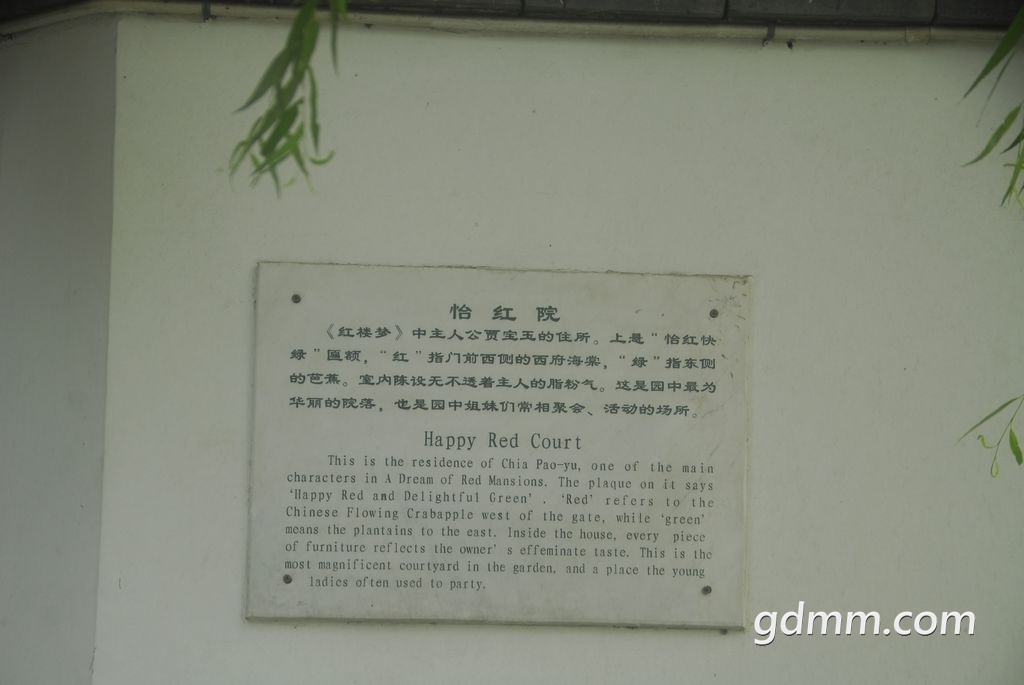 怡红院
《红楼梦》中主人公贾宝玉的住所。上悬“怡红快
绿”匾额，“红”指门前西侧的西府海棠，“绿”指东侧
的芭蕉。室内陈设无不透着主人的脂粉气。这是园中最为
华丽的院落，也是园中姐妹们常相聚会、活动的场所。
Happy Red Court
This is the residence of Chia Pao-yu, one of the main
characters in A Dream of Red Mansions. The plaque on it says
‘Happy Red and Delightful Green’. ‘Red’ refers to the
Chinese Flowing Crabapple west of the gate, while ‘green’
means the plantains to the east. Inside the house, every piece
of furniture reflects the owner’s effeminate taste. This is the
most magnificent courtyard in the garden, and a place the young
ladies often used to party.
gdmm.com